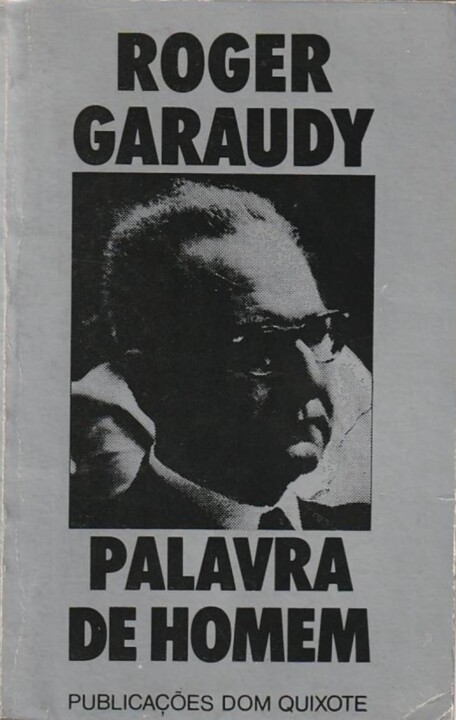 ROGER
GARAUDY
PALAVRA
DE HOMEM
PUBLICAÇÕES DOM QUIXOTE